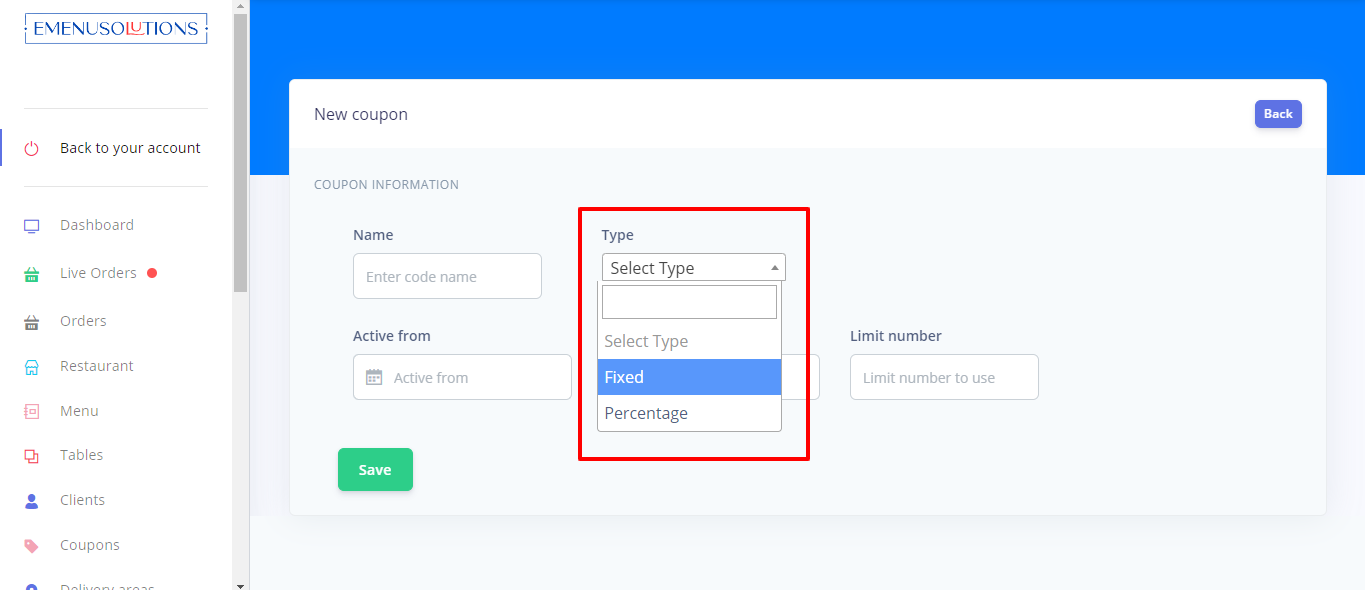 EMENUSOLUTIONS
Back to your account
Dashboard
Live Orders
Orders
Restaurant
Menu
Tables
Clients
Coupons
Delivery areas
New coupon
Back
COUPON INFORMATION
Name
Enter code name
Type
Select Type
Select Type
Fixed
Percentage
Active from
Active from
Limit number
Limit number to use
Save